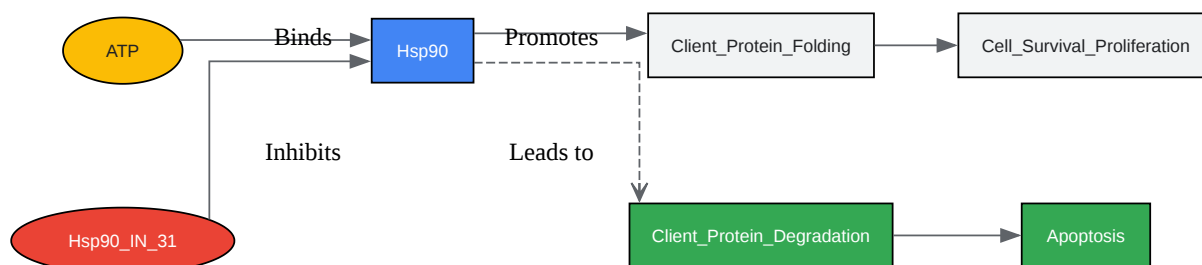 ATP
Binds
Hsp90
Promotes
Client_Protein_Folding
Cell_Survival_Proliferation
Inhibits
Leads to
Hsp90_IN_31
Client_Protein_Degradation
Apoptosis